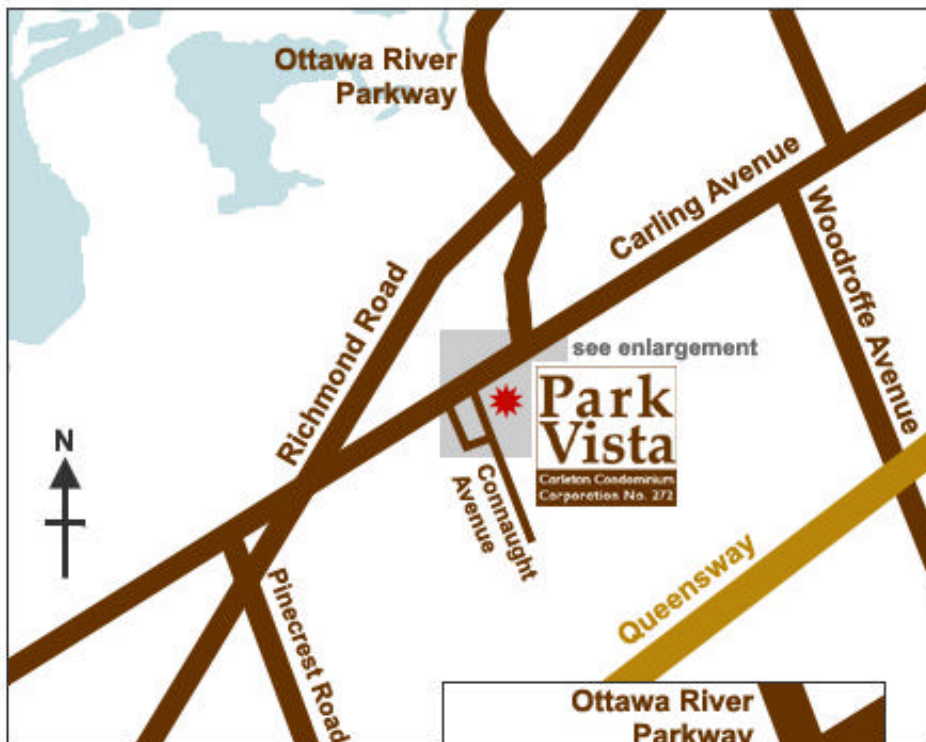 Ottawa River
Parkway
Carling Avenue
Woodroffe Avenue
Richmond Road
see enlargement
Park
Vista
Carleton Condominium
Corporation No. 272
N
Connaught
Avenue
Queensway
Pinecrest Road
Ottawa River
Parkway